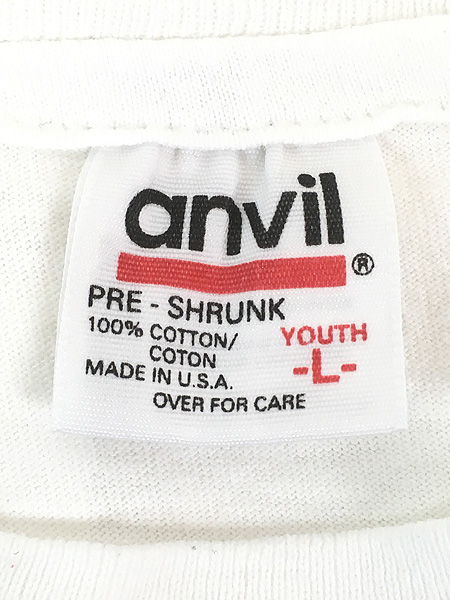 anvil®
PRE - SHRUNK
100% COTTON/
COTON
YOUTH
-L-
MADE IN U.S.A.
OVER FOR CARE